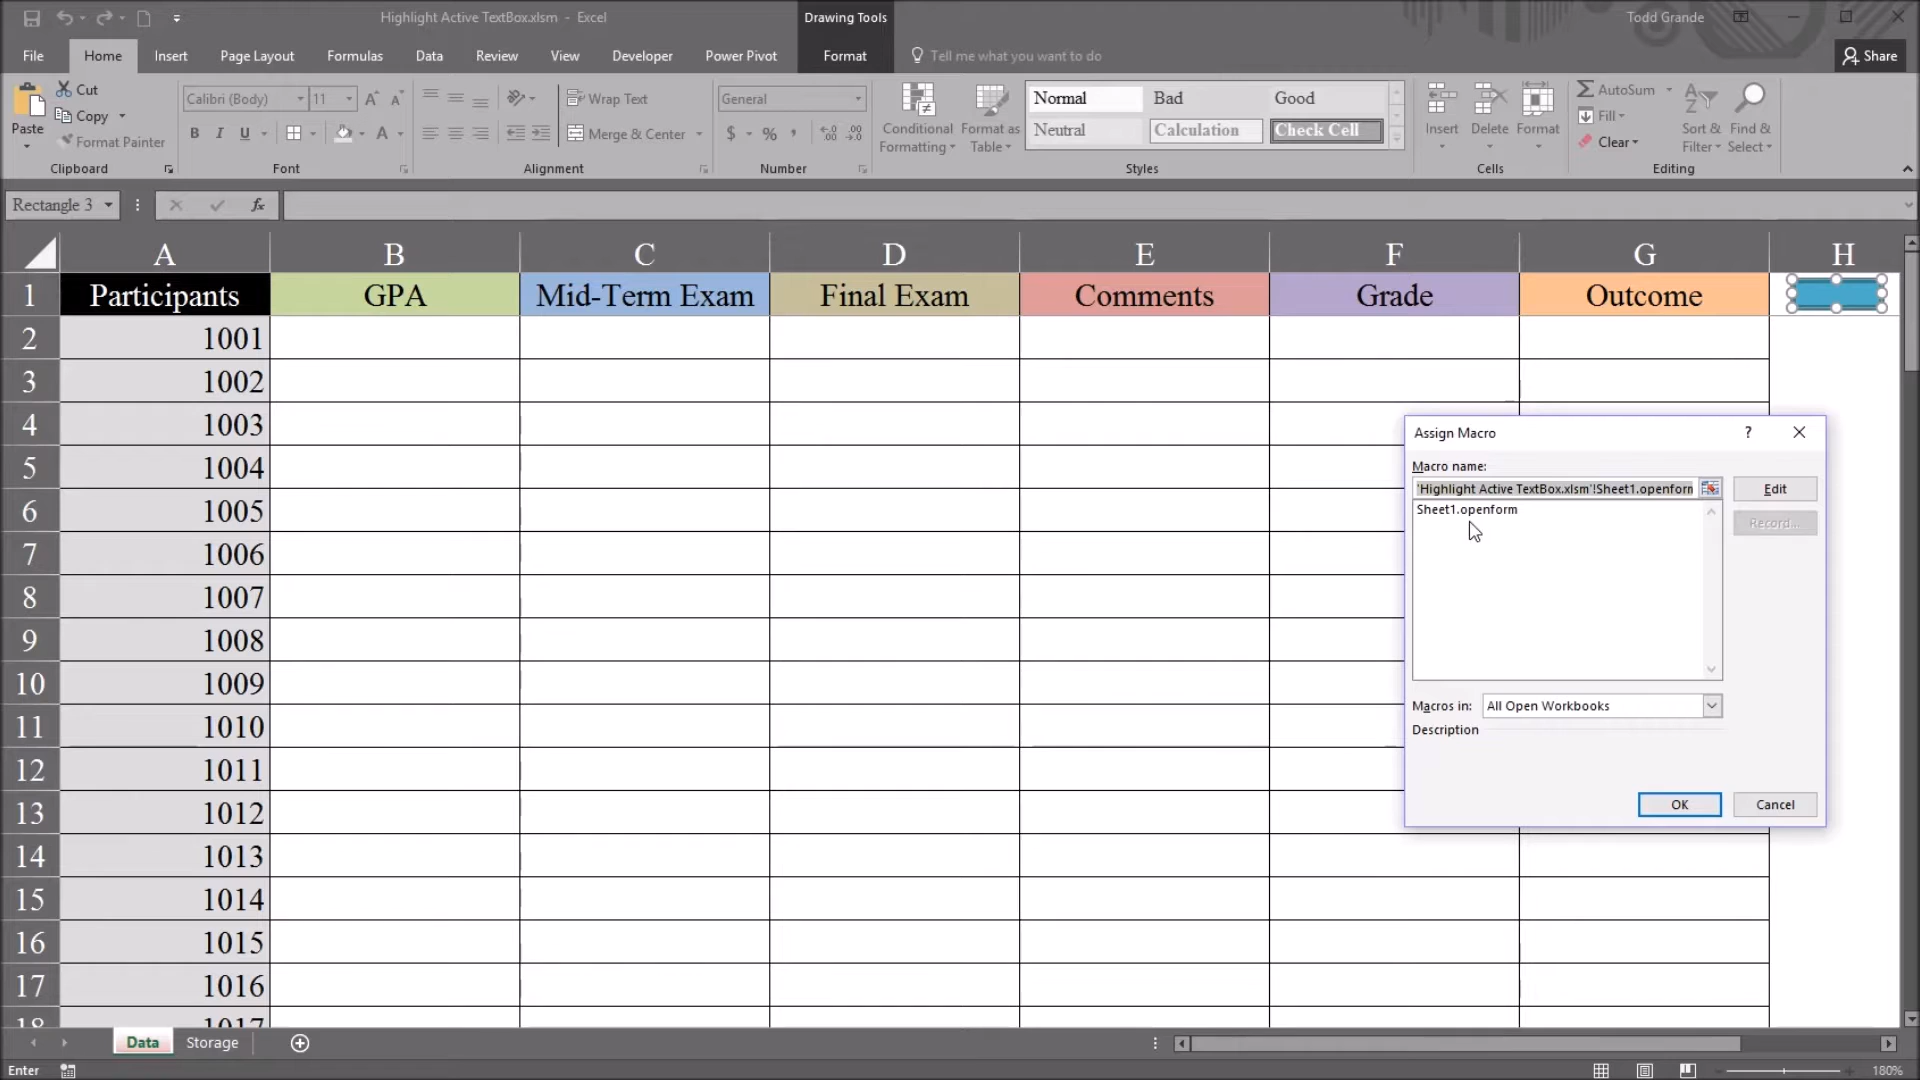 Highlight Active TextBox.xlsm - Excel
Drawing Tools
Todd Grande
File Home Insert Page Layout Formulas Data Review View Developer Power Pivot Format Tell me what you want to do Share
Cut
Copy
Format Painter
Paste
Clipboard
Calibri (Body) 11
B I U
Font
Wrap Text
Merge & Center
Alignment
General
$ % ,
Number
Conditional Formatting
Format as Table
Normal Bad Good
Neutral Calculation Check Cell
Styles
Insert Delete Format
Cells
AutoSum
Fill
Clear
Sort & Filter
Find & Select
Editing
Rectangle 3
fx
A B C D E F G H
1 Participants GPA Mid-Term Exam Final Exam Comments Grade Outcome
2 1001
3 1002
4 1003
5 1004
6 1005
7 1006
8 1007
9 1008
10 1009
11 1010
12 1011
13 1012
14 1013
15 1014
16 1015
17 1016
18 1017
Assign Macro
?
Macro name:
'Highlight Active TextBox.xlsm'!Sheet1.openform
Edit
Sheet1.openform
Record...
Macros in: All Open Workbooks
Description
OK Cancel
Data Storage
Enter
180%